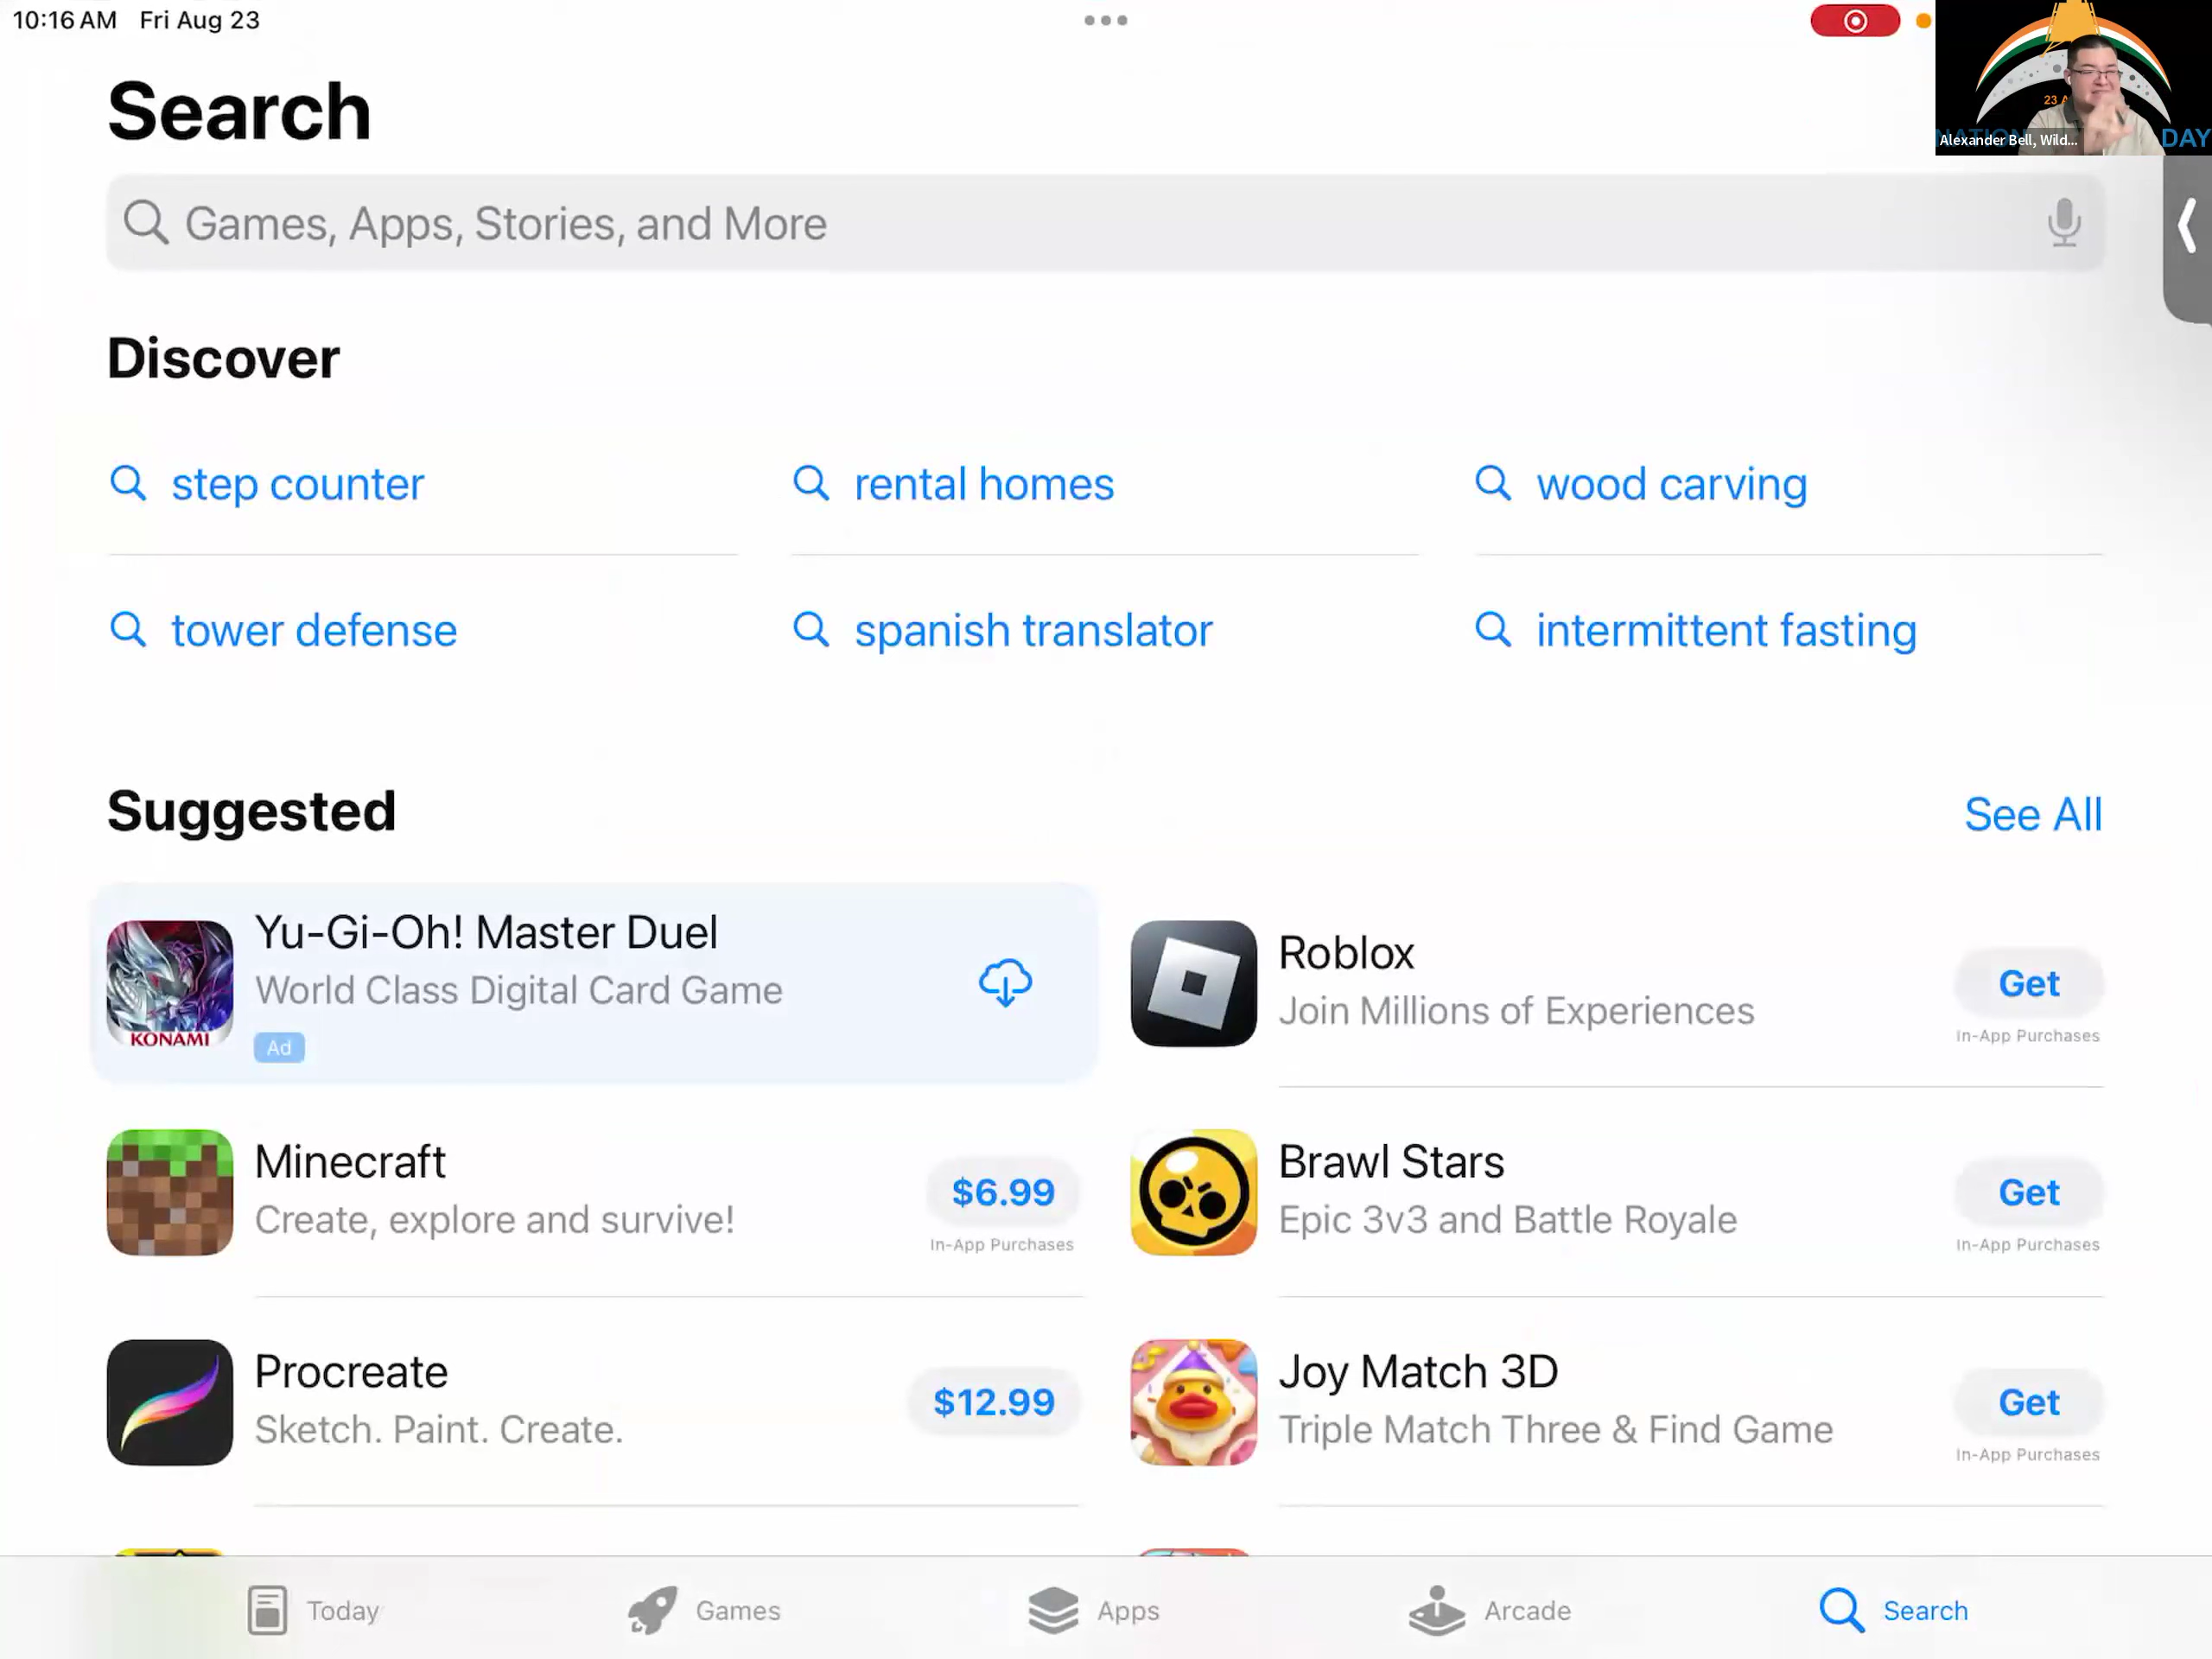 10:16 AM Fri Aug 23
23 A
NATION DAY
Alexander Bell, Wild...
Search
Games, Apps, Stories, and More
Discover
step counter
rental homes
wood carving
tower defense
spanish translator
intermittent fasting
Suggested
See All
Yu-Gi-Oh! Master Duel
World Class Digital Card Game
Ad
KONAMI
Roblox
Join Millions of Experiences
Get
In-App Purchases
Minecraft
Create, explore and survive!
$6.99
In-App Purchases
Brawl Stars
Epic 3v3 and Battle Royale
Get
In-App Purchases
Procreate
Sketch. Paint. Create.
$12.99
Joy Match 3D
Triple Match Three & Find Game
Get
In-App Purchases
Today
Games
Apps
Arcade
Search